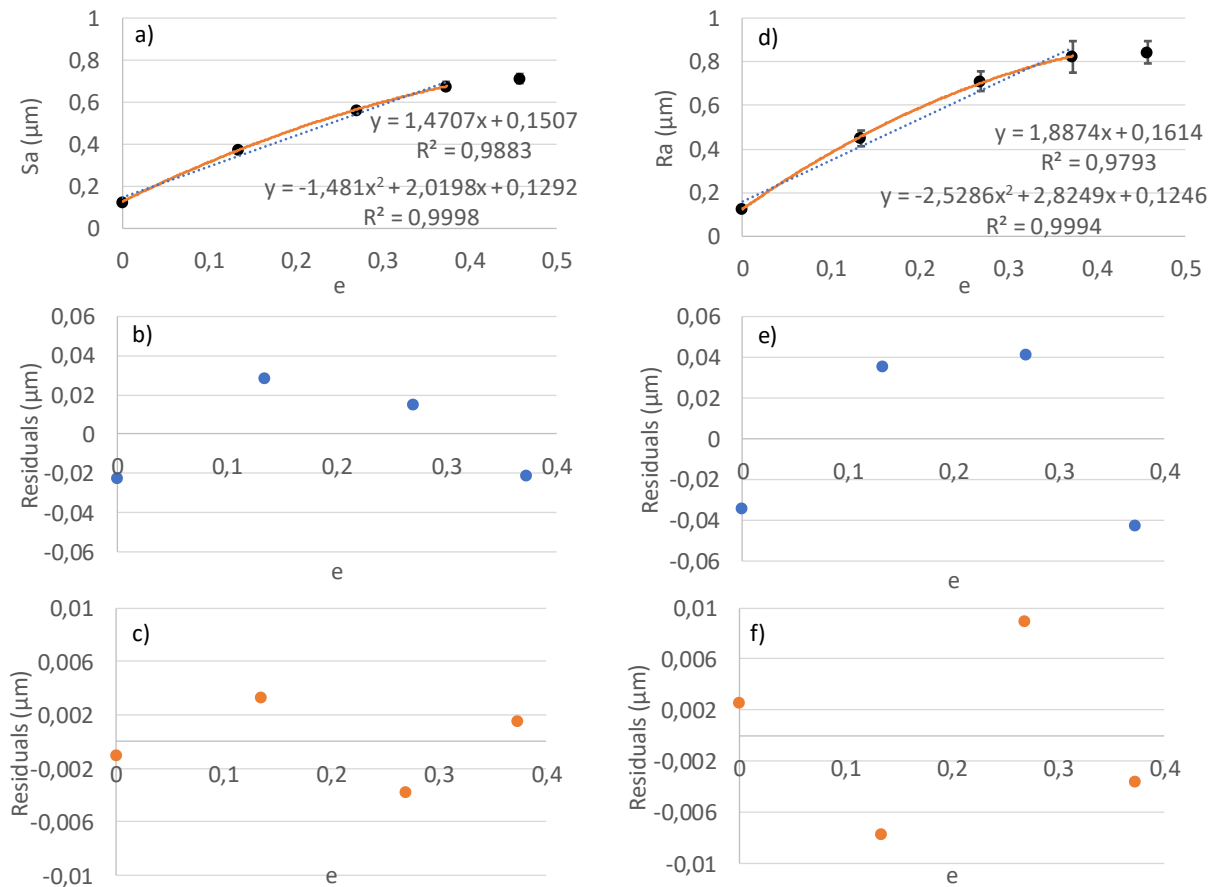 a)
Sa (µm)
1
0,8
0,6
0,4
0,2
0
y = 1,4707x + 0,1507
R² = 0,9883
y = -1,481x² + 2,0198x + 0,1292
R² = 0,9998
0 0,1 0,2 0,3 0,4 0,5
e
d)
Ra (µm)
1
0,8
0,6
0,4
0,2
0
y = 1,8874x + 0,1614
R² = 0,9793
y = -2,5286x² + 2,8249x + 0,1246
R² = 0,9994
0 0,1 0,2 0,3 0,4 0,5
e
b)
Residuals (µm)
0,06
0,04
0,02
0
-0,02
-0,04
-0,06
0 0,1 0,2 0,3 0,4
e
e)
Residuals (µm)
0,06
0,04
0,02
0
-0,02
-0,04
-0,06
0 0,1 0,2 0,3 0,4
e
c)
Residuals (µm)
0,01
0,006
0,002
-0,002
-0,006
-0,01
0 0,1 0,2 0,3 0,4
e
f)
Residuals (µm)
0,01
0,006
0,002
-0,002
-0,006
-0,01
0 0,1 0,2 0,3 0,4
e